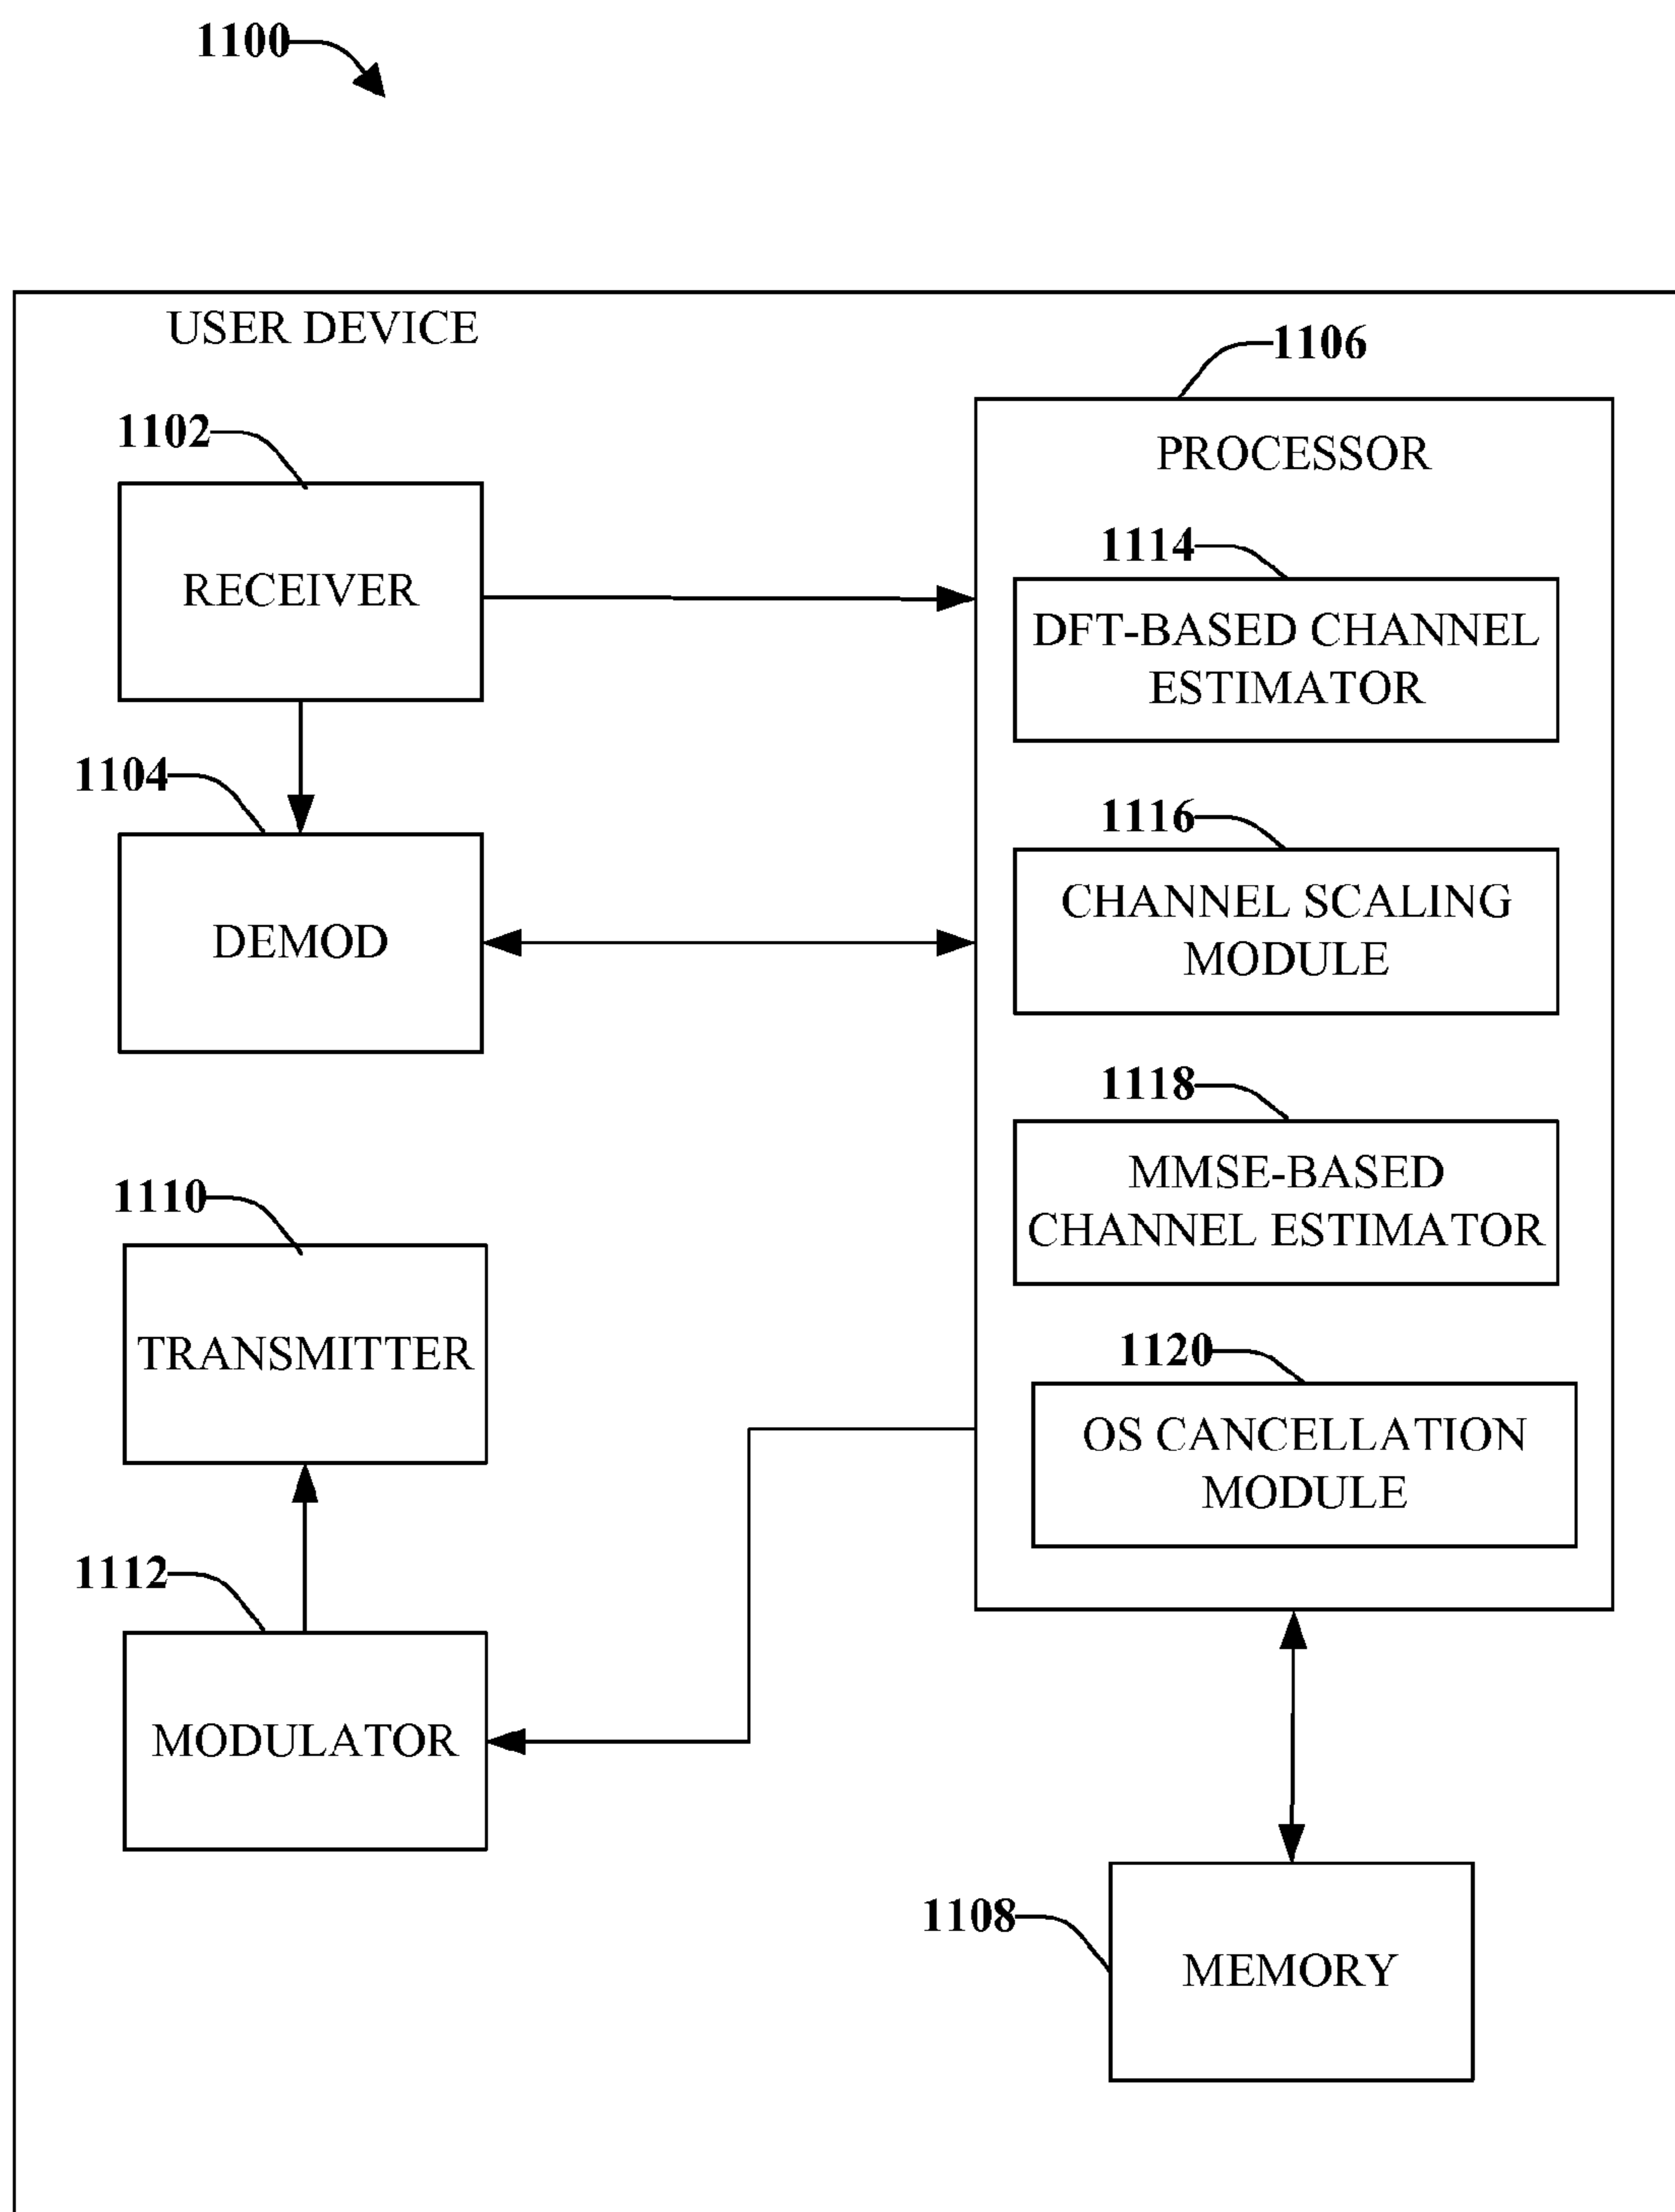 1100
USER DEVICE
1106
PROCESSOR
1102
RECEIVER
1114
DFT-BASED CHANNEL
ESTIMATOR
1104
DEMOD
1116
CHANNEL SCALING
MODULE
1118
MMSE-BASED
CHANNEL ESTIMATOR
1110
TRANSMITTER
1120
OS CANCELLATION
MODULE
1112
MODULATOR
1108
MEMORY